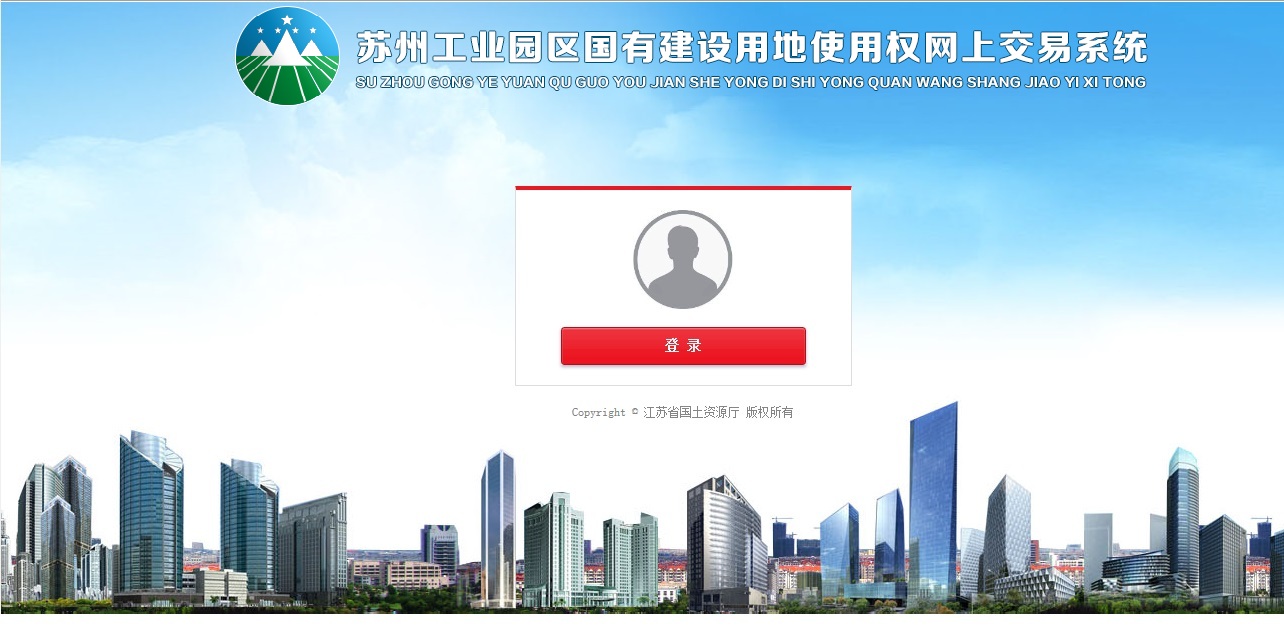 苏州工业园区国有建设用地使用权网上交易系统
SU ZHOU GONG YE YUAN QU GUO YOU JIAN SHE YONG DI SHI YONG QUAN WANG SHANG JIAO YI XI TONG
登 录
Copyright © 江苏省国土资源厅 版权所有